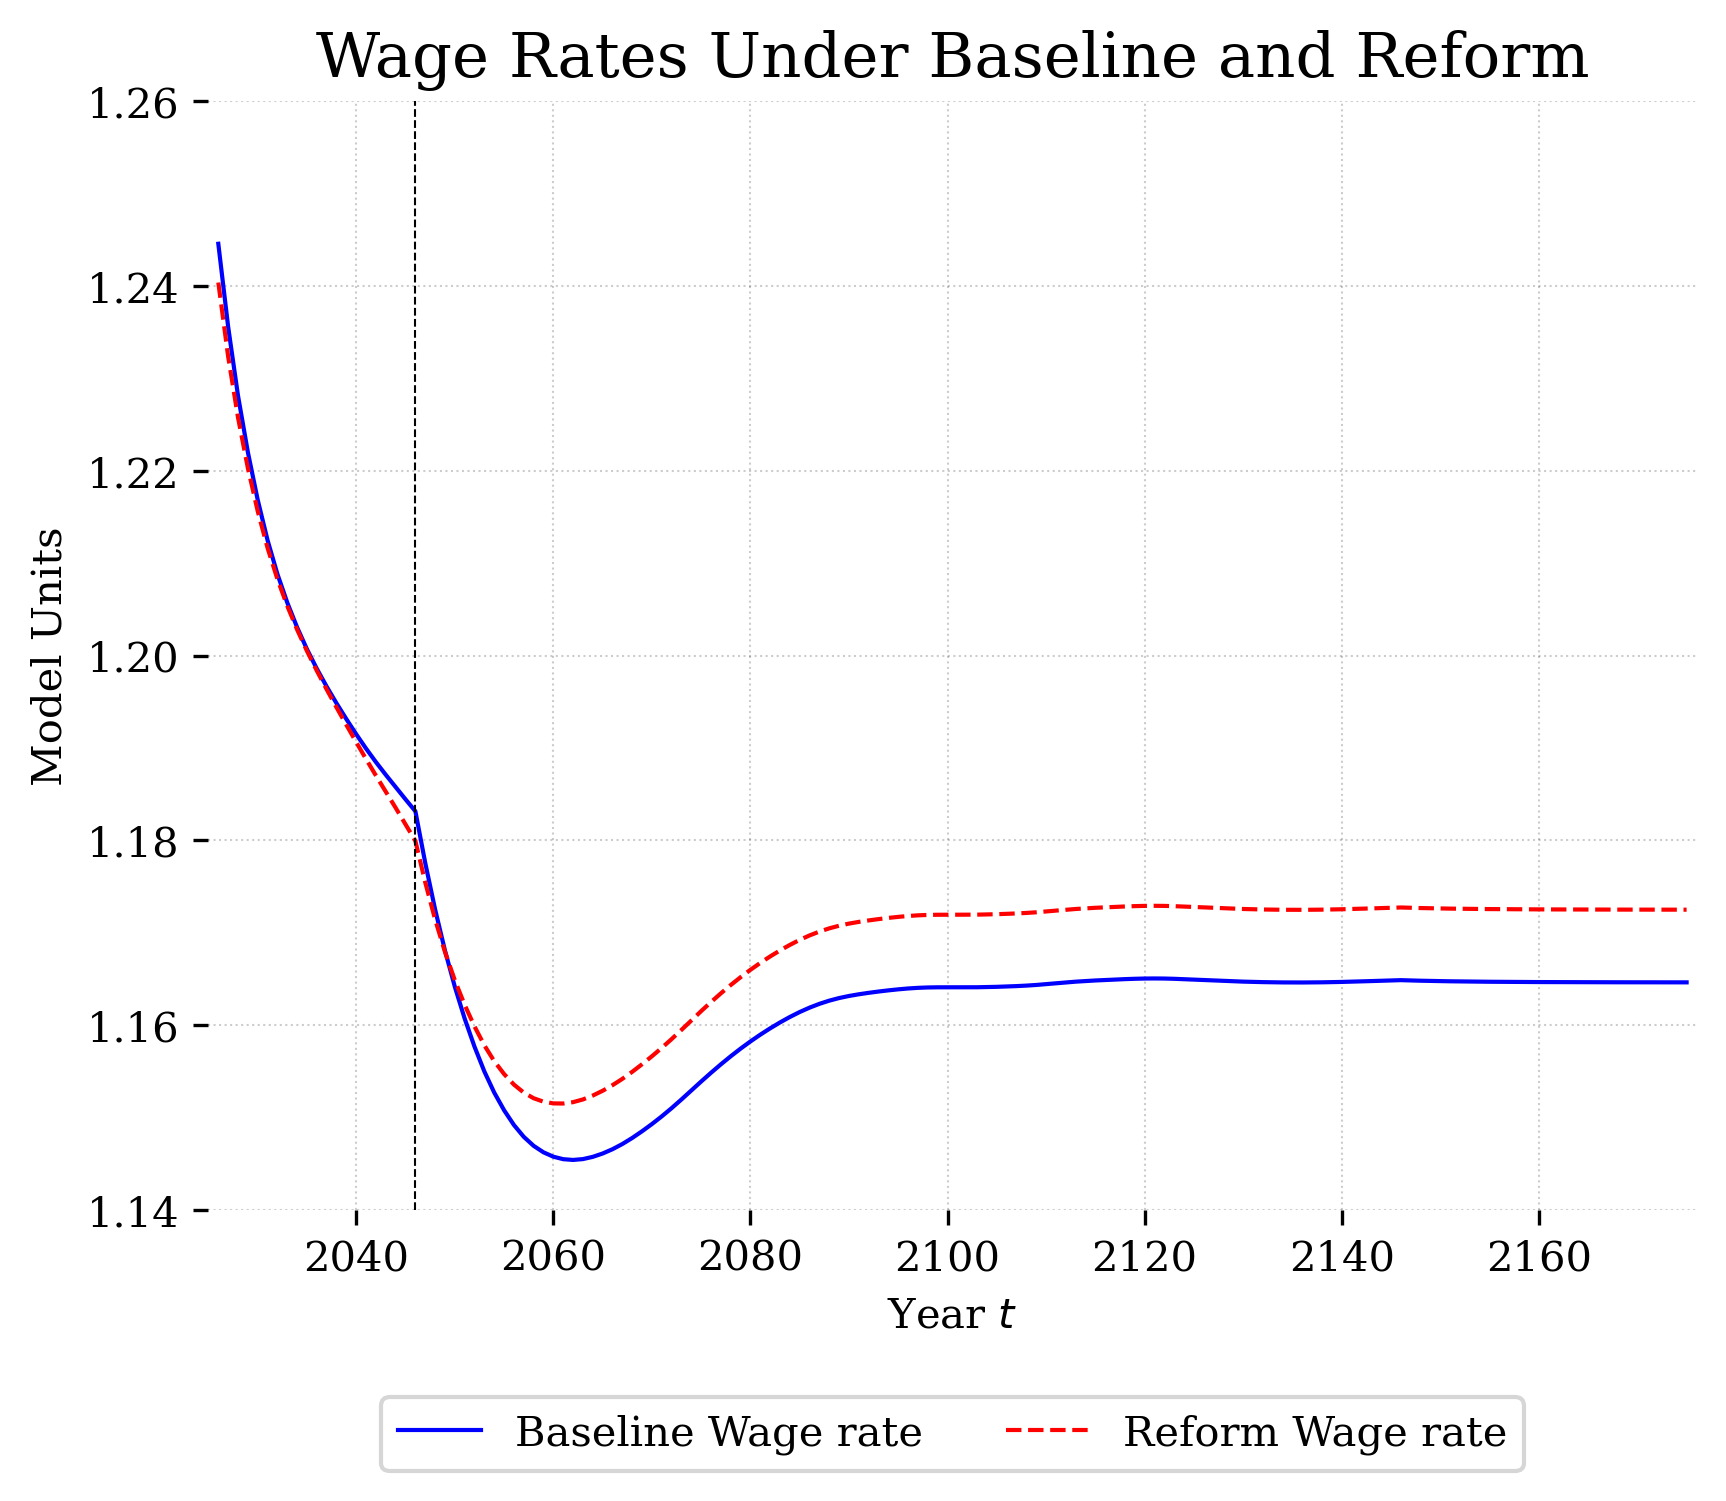 Wage Rates Under Baseline and Reform
1.26
1.24
1.22
1.20
1.18
1.16
1.14
Model Units
2040 2060 2080 2100 2120 2140 2160
Year t
Baseline Wage rate Reform Wage rate